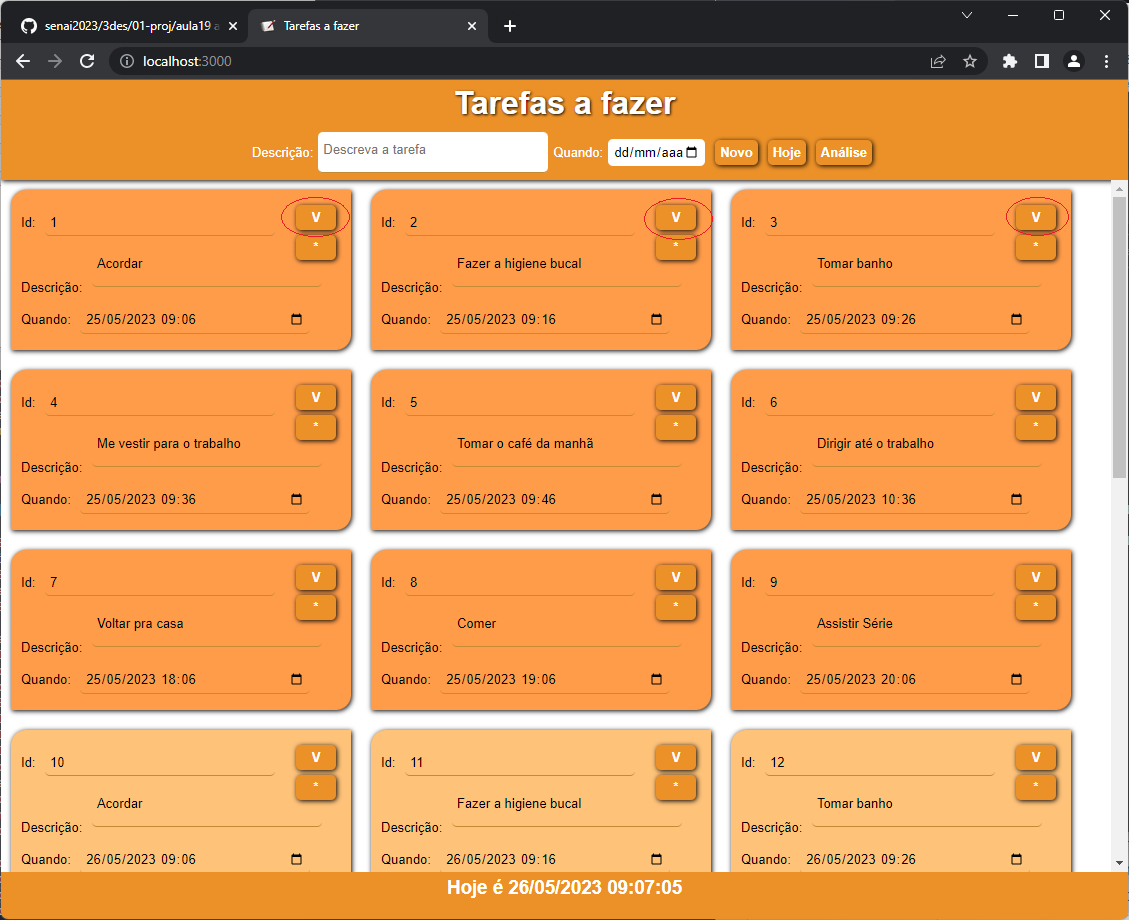 senai2023/3des/01-proj/aula19 a
Tarefas a fazer
localhost:3000
Tarefas a fazer
Descrição: Descreva a tarefa Quando: dd/mm/aaa Novo Hoje Análise
Id: 1 V
*
Acordar
Descrição:
Quando: 25/05/2023 09:06
Id: 2 V
*
Fazer a higiene bucal
Descrição:
Quando: 25/05/2023 09:16
Id: 3 V
*
Tomar banho
Descrição:
Quando: 25/05/2023 09:26
Id: 4 V
*
Me vestir para o trabalho
Descrição:
Quando: 25/05/2023 09:36
Id: 5 V
*
Tomar o café da manhã
Descrição:
Quando: 25/05/2023 09:46
Id: 6 V
*
Dirigir até o trabalho
Descrição:
Quando: 25/05/2023 10:36
Id: 7 V
*
Voltar pra casa
Descrição:
Quando: 25/05/2023 18:06
Id: 8 V
*
Comer
Descrição:
Quando: 25/05/2023 19:06
Id: 9 V
*
Assistir Série
Descrição:
Quando: 25/05/2023 20:06
Id: 10 V
*
Acordar
Descrição:
Quando: 26/05/2023 09:06
Id: 11 V
*
Fazer a higiene bucal
Descrição:
Quando: 26/05/2023 09:16
Id: 12 V
*
Tomar banho
Descrição:
Quando: 26/05/2023 09:26
Hoje é 26/05/2023 09:07:05